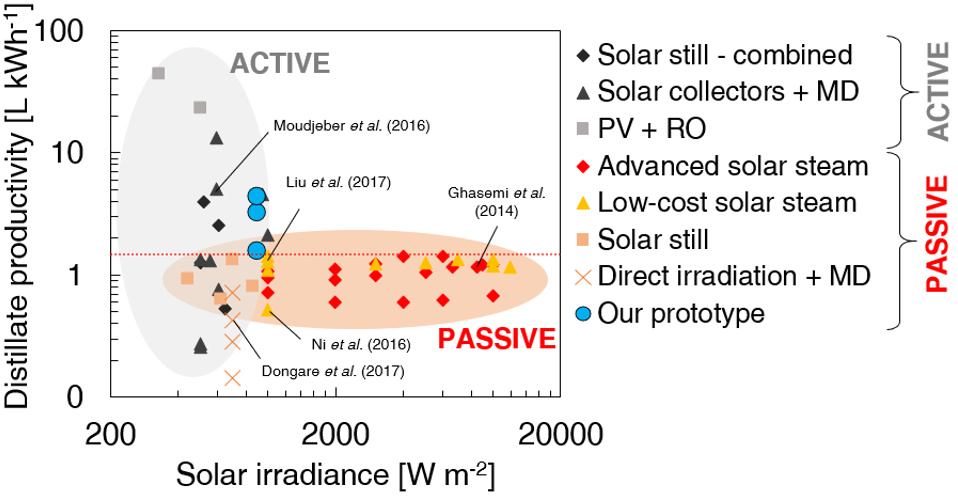 Distillate productivity [L kWh-1]
100
10
1
0
ACTIVE
Moudjeber et al. (2016)
Liu et al. (2017)
Ghasemi et al.
(2014)
PASSIVE
Ni et al. (2016)
Dongare et al. (2017)
200
2000
20000
Solar irradiance [W m-2]
Solar still - combined
Solar collectors + MD
PV + RO
Advanced solar steam
Low-cost solar steam
Solar still
Direct irradiation + MD
Our prototype
ACTIVE
PASSIVE